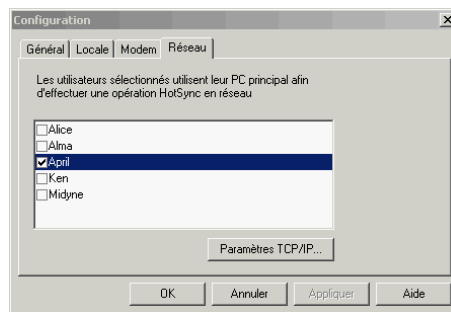 Configuration
Général Locale Modem Réseau
Les utilisateurs sélectionnés utilisent leur PC principal afin
d'effectuer une opération HotSync en réseau
Alice
Alma
April
Ken
Midyne
Paramètres TCP/IP...
OK Annuler Appliquer Aide